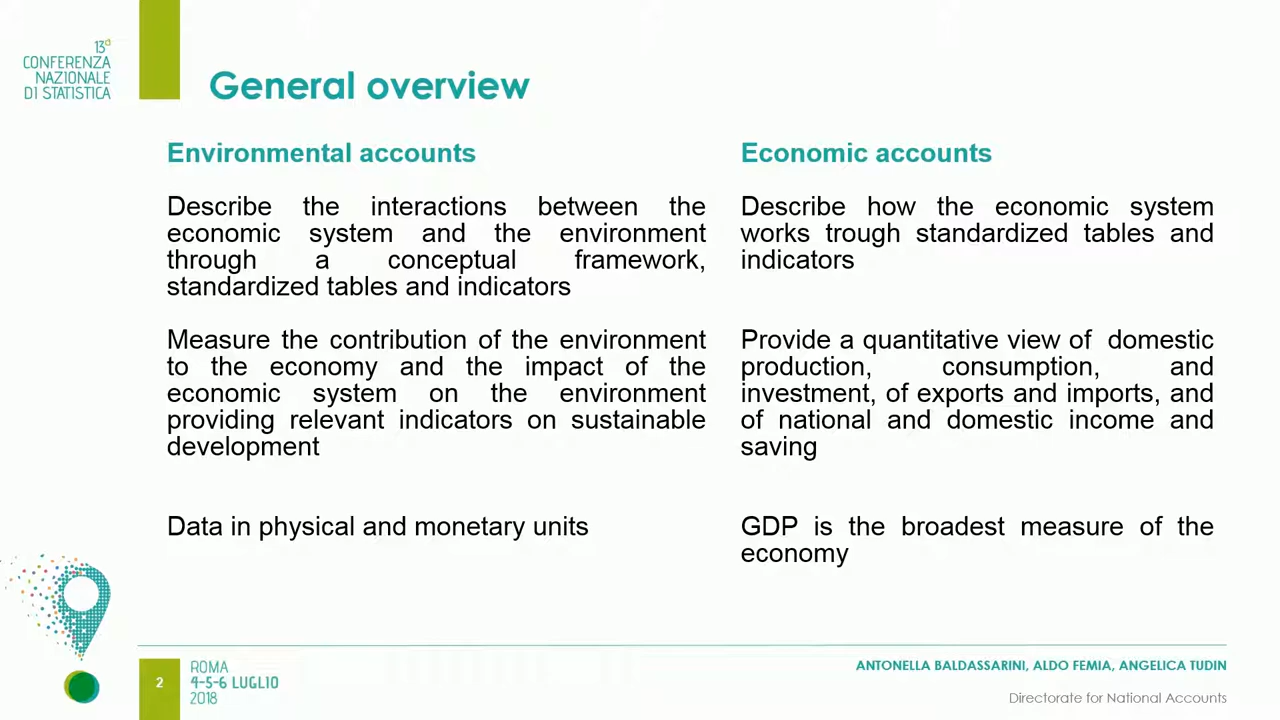 13ª
CONFERENZA
NAZIONALE
DI STATISTICA
General overview
Environmental accounts
Describe the interactions between the
economic system and the environment
through a conceptual framework,
standardized tables and indicators
Measure the contribution of the environment
to the economy and the impact of the
economic system on the environment
providing relevant indicators on sustainable
development
Data in physical and monetary units
Economic accounts
Describe how the economic system
works trough standardized tables and
indicators
Provide a quantitative view of domestic
production, consumption, and
investment, of exports and imports, and
of national and domestic income and
saving
GDP is the broadest measure of the
economy
2
ROMA
4-5-6 LUGLIO
2018
ANTONELLA BALDASSARINI, ALDO FEMIA, ANGELICA TUDIN
Directorate for National Accounts